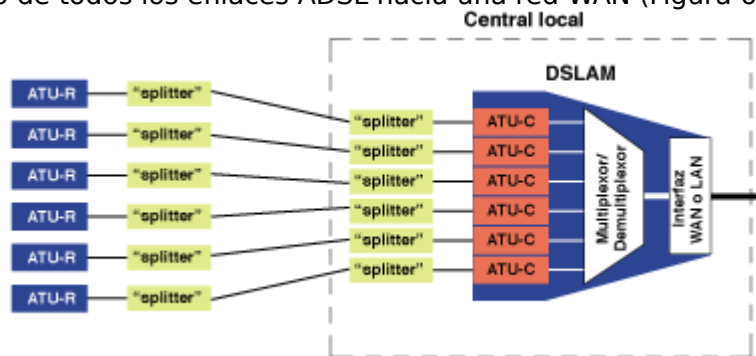 o de todos los enlaces ADSL hacia una red WAN (Figura 6
Central local
DSLAM
ATU-R "splitter" "splitter" ATU-C
ATU-R "splitter" "splitter" ATU-C
ATU-R "splitter" "splitter" ATU-C
ATU-R "splitter" "splitter" ATU-C
ATU-R "splitter" "splitter" ATU-C
ATU-R "splitter" "splitter" ATU-C
Multiplexor/
Demultiplexor
Interfaz
WAN o LAN